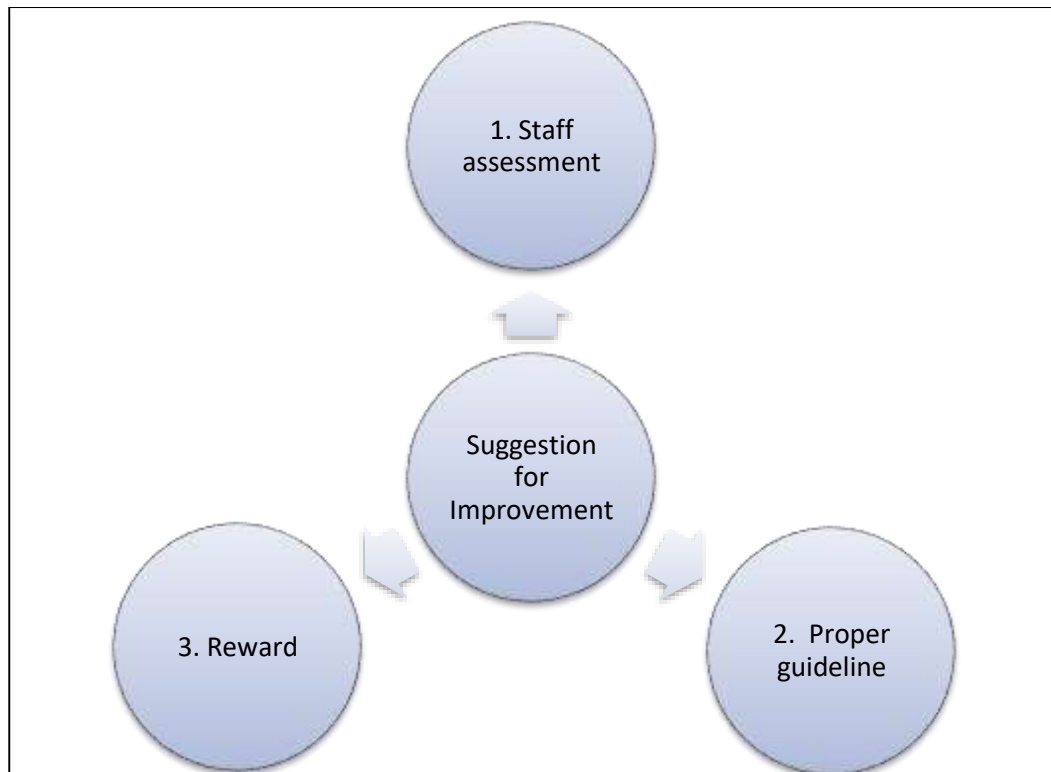 1. Staff
assessment
Suggestion
for
Improvement
3. Reward
2.  Proper
guideline